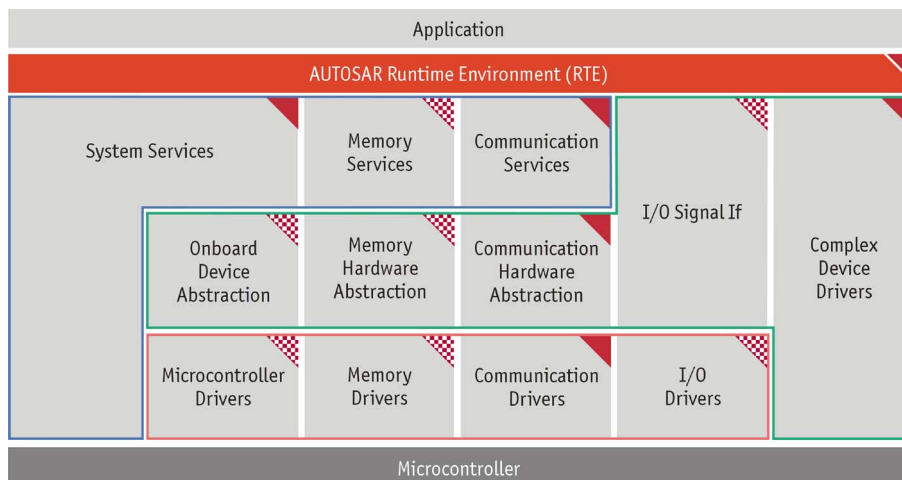 Application
AUTOSAR Runtime Environment (RTE)
System Services
Memory
Services
Communication
Services
I/O Signal If
Complex
Device
Drivers
Onboard
Device
Abstraction
Memory
Hardware
Abstraction
Communication
Hardware
Abstraction
Microcontroller
Drivers
Memory
Drivers
Communication
Drivers
I/O
Drivers
Microcontroller